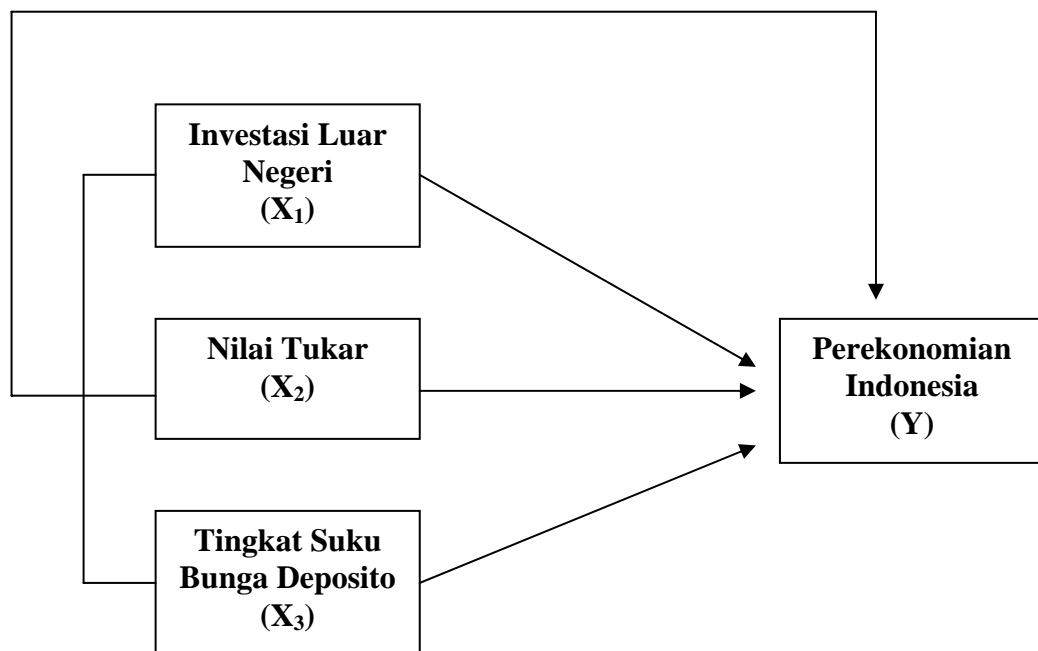 Investasi Luar
Negeri
(X₁)
Nilai Tukar
(X₂)
Tingkat Suku
Bunga Deposito
(X₃)
Perekonomian
Indonesia
(Y)